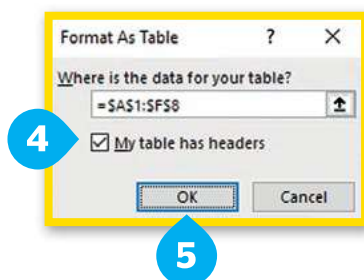 Format As Table ? ×
Where is the data for your table?
=$A$1:$F$8
4
My table has headers
OK Cancel
5